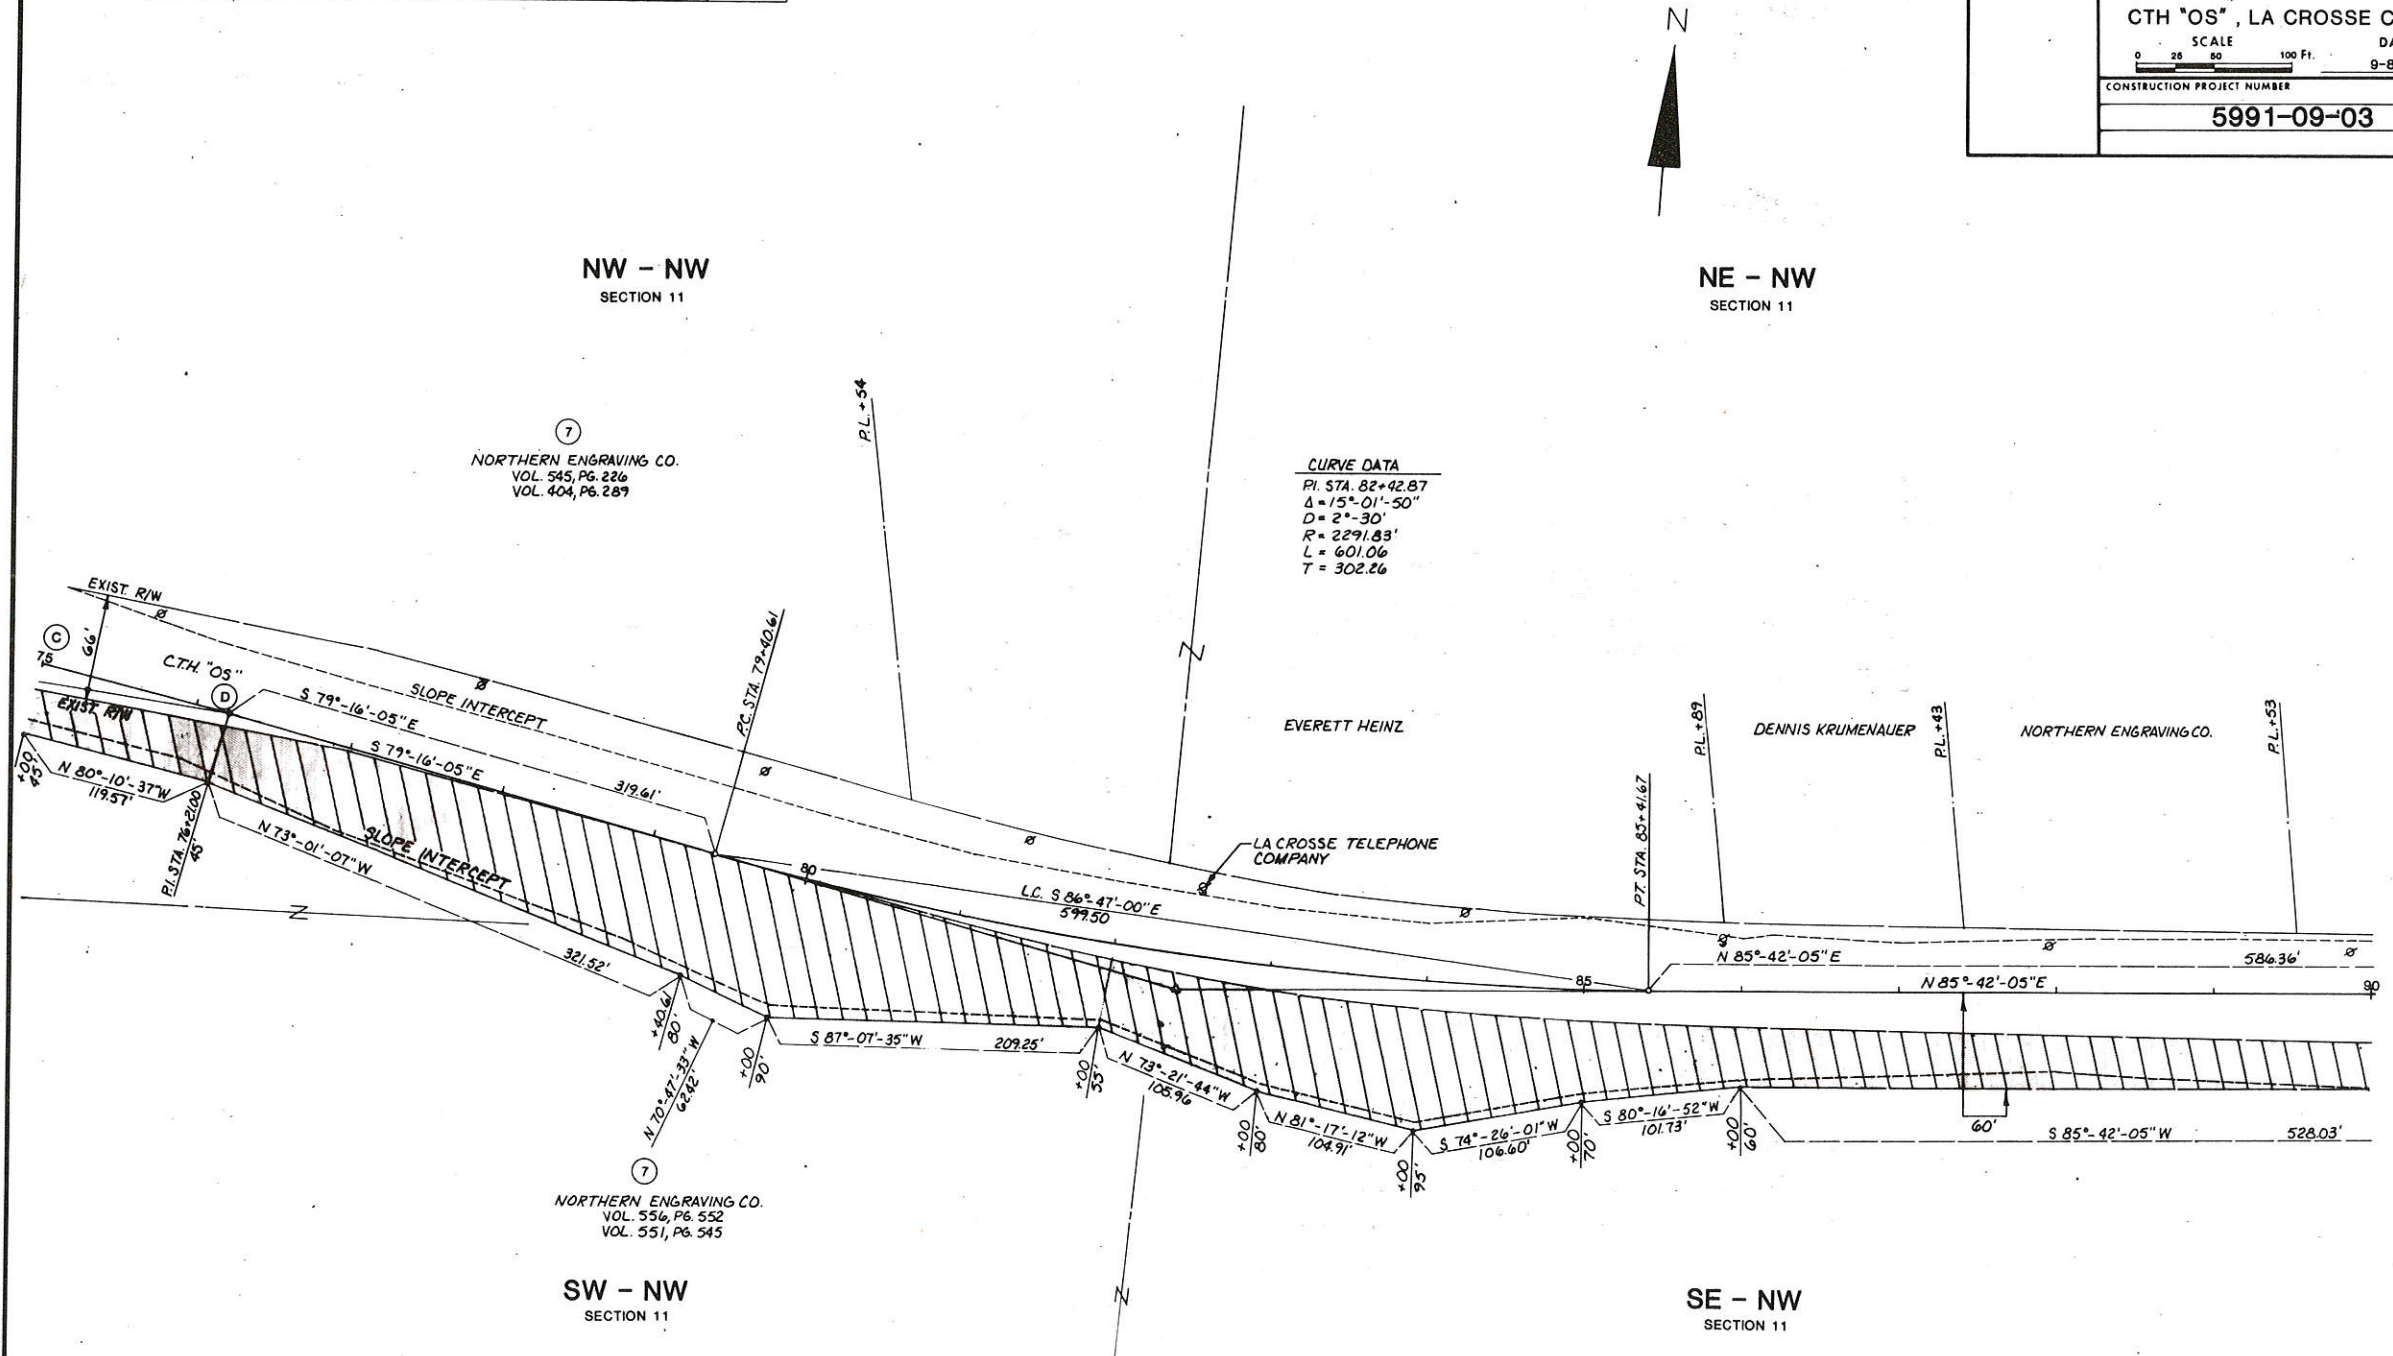 CTH "OS" , LA CROSSE C
SCALE
0 25 50 100 Ft.
9-8
CONSTRUCTION PROJECT NUMBER
5991-09-03
N
NW - NW
SECTION 11
NE - NW
SECTION 11
7
NORTHERN ENGRAVING CO.
VOL. 545, PG. 226
VOL. 404, PG. 289
P.L. +54
CURVE DATA
P.I. STA. 82+42.87
Δ = 15°-01'-50"
D = 2°-30'
R = 2291.83'
L = 601.06
T = 302.26
EXIST. R/W
C
75
66'
C.T.H. "OS"
D
EXIST. R/W
S 79°-16'-05" E
SLOPE INTERCEPT
S 79°-16'-05" E
319.61'
P.C. STA. 79+40.61
EVERETT HEINZ
P.L. +89
DENNIS KRUMENAUER
P.L. +43
NORTHERN ENGRAVING CO.
P.L. +53
+00
45'
N 80°-10'-37" W
119.57'
P.I. STA. 76+21.00
45'
N 73°-01'-07" W
SLOPE INTERCEPT
321.52'
80
LA CROSSE TELEPHONE
COMPANY
L.C. S 86°-47'-00" E
599.50
P.T. STA. 85+41.67
N 85°-42'-05" E
586.36'
85
N 85°-42'-05" E
90
+40.61
80'
N 70°-47'-33" W
62.42'
+00
90'
S 87°-07'-35" W
209.25'
+00
55'
N 73°-21'-44" W
105.96
+00
80'
N 81°-17'-12" W
104.91'
+00
95'
S 74°-26'-01" W
106.60'
+00
70'
S 80°-16'-52" W
101.73'
+00
60'
60'
S 85°-42'-05" W
528.03'
7
NORTHERN ENGRAVING CO.
VOL. 556, PG. 552
VOL. 551, PG. 545
SW - NW
SECTION 11
SE - NW
SECTION 11